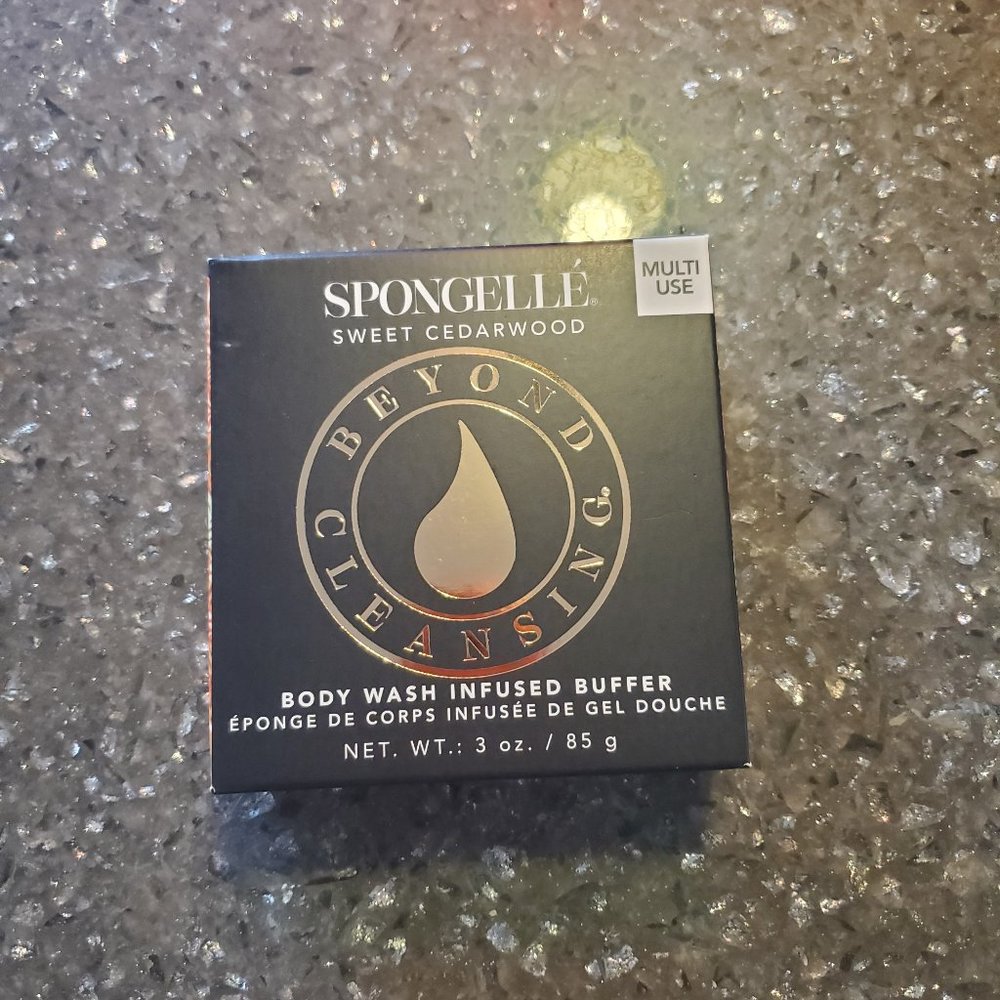 SPONGELLÉ®
MULTI
USE
SWEET CEDARWOOD
BEYOND
CLEANSING®
BODY WASH INFUSED BUFFER
ÉPONGE DE CORPS INFUSÉE DE GEL DOUCHE
NET. WT.: 3 oz. / 85 g